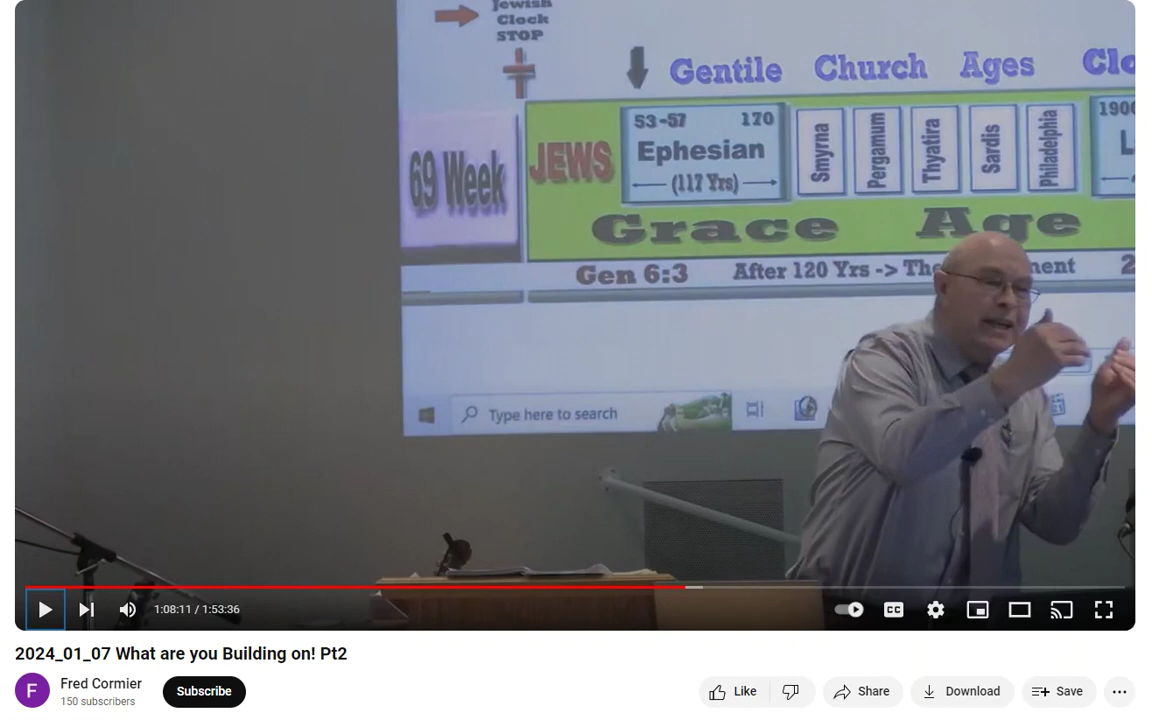 Jewish
Clock
STOP
Gentile Church Ages
69 Week
JEWS
53-57 170
Ephesian
(117 Yrs)
Smyrna
Pergamum
Thyatira
Sardis
Philadelphia
1900
Grace Age
Gen 6:3 After 120 Yrs ->
Type here to search
1:08:11 / 1:53:36
CC
2024_01_07 What are you Building on! Pt2
F
Fred Cormier
150 subscribers
Subscribe
Like
Share
Download
Save